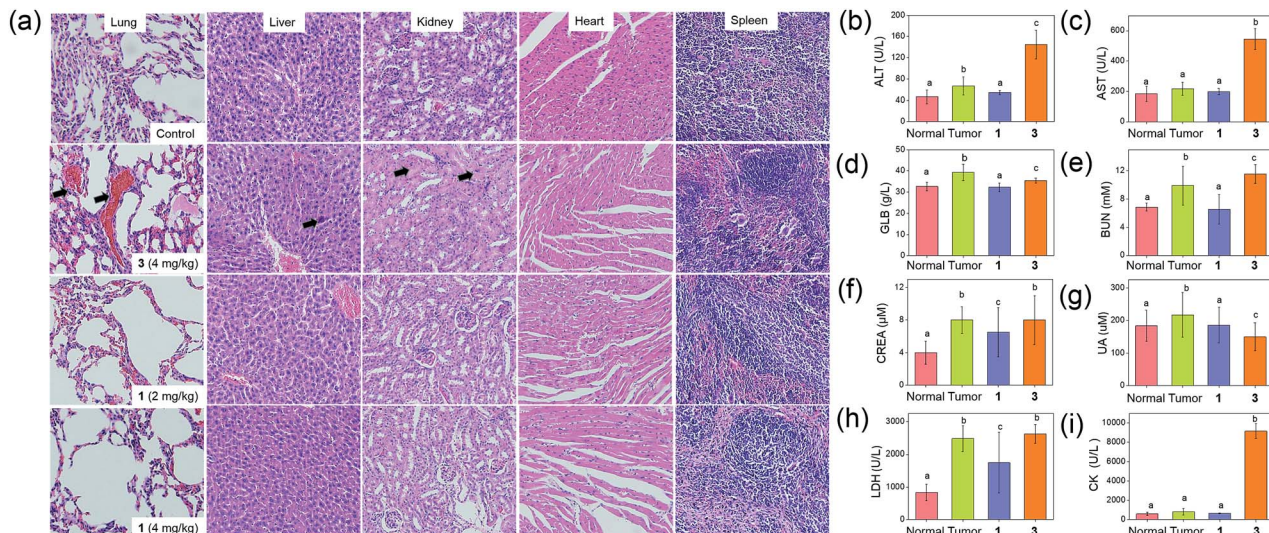 (a)
Lung Liver Kidney Heart Spleen
Control
3 (4 mg/kg)
1 (2 mg/kg)
1 (4 mg/kg)
(b)
ALT (U/L)
200
160
120
80
40
0
a b a c
Normal Tumor 1 3
(c)
AST (U/L)
600
400
200
0
a a a b
Normal Tumor 1 3
(d)
GLB (g/L)
50
40
30
20
10
0
a b a c
Normal Tumor 1 3
(e)
BUN (mM)
12
8
4
0
a b a c
Normal Tumor 1 3
(f)
CREA (μM)
12
8
4
0
a b c b
Normal Tumor 1 3
(g)
UA (uM)
300
200
100
0
a b a c
Normal Tumor 1 3
(h)
LDH (U/L)
3000
2000
1000
0
a b c b
Normal Tumor 1 3
(i)
CK (U/L)
10000
8000
6000
4000
2000
0
a a a b
Normal Tumor 1 3